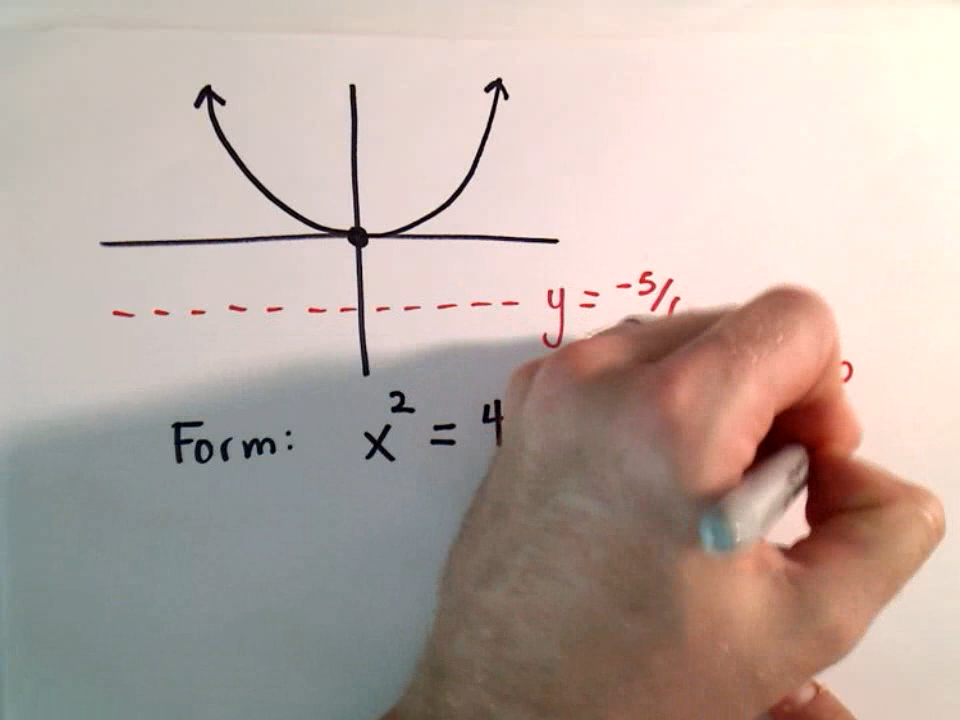 y = -5/
Form: x² = 4